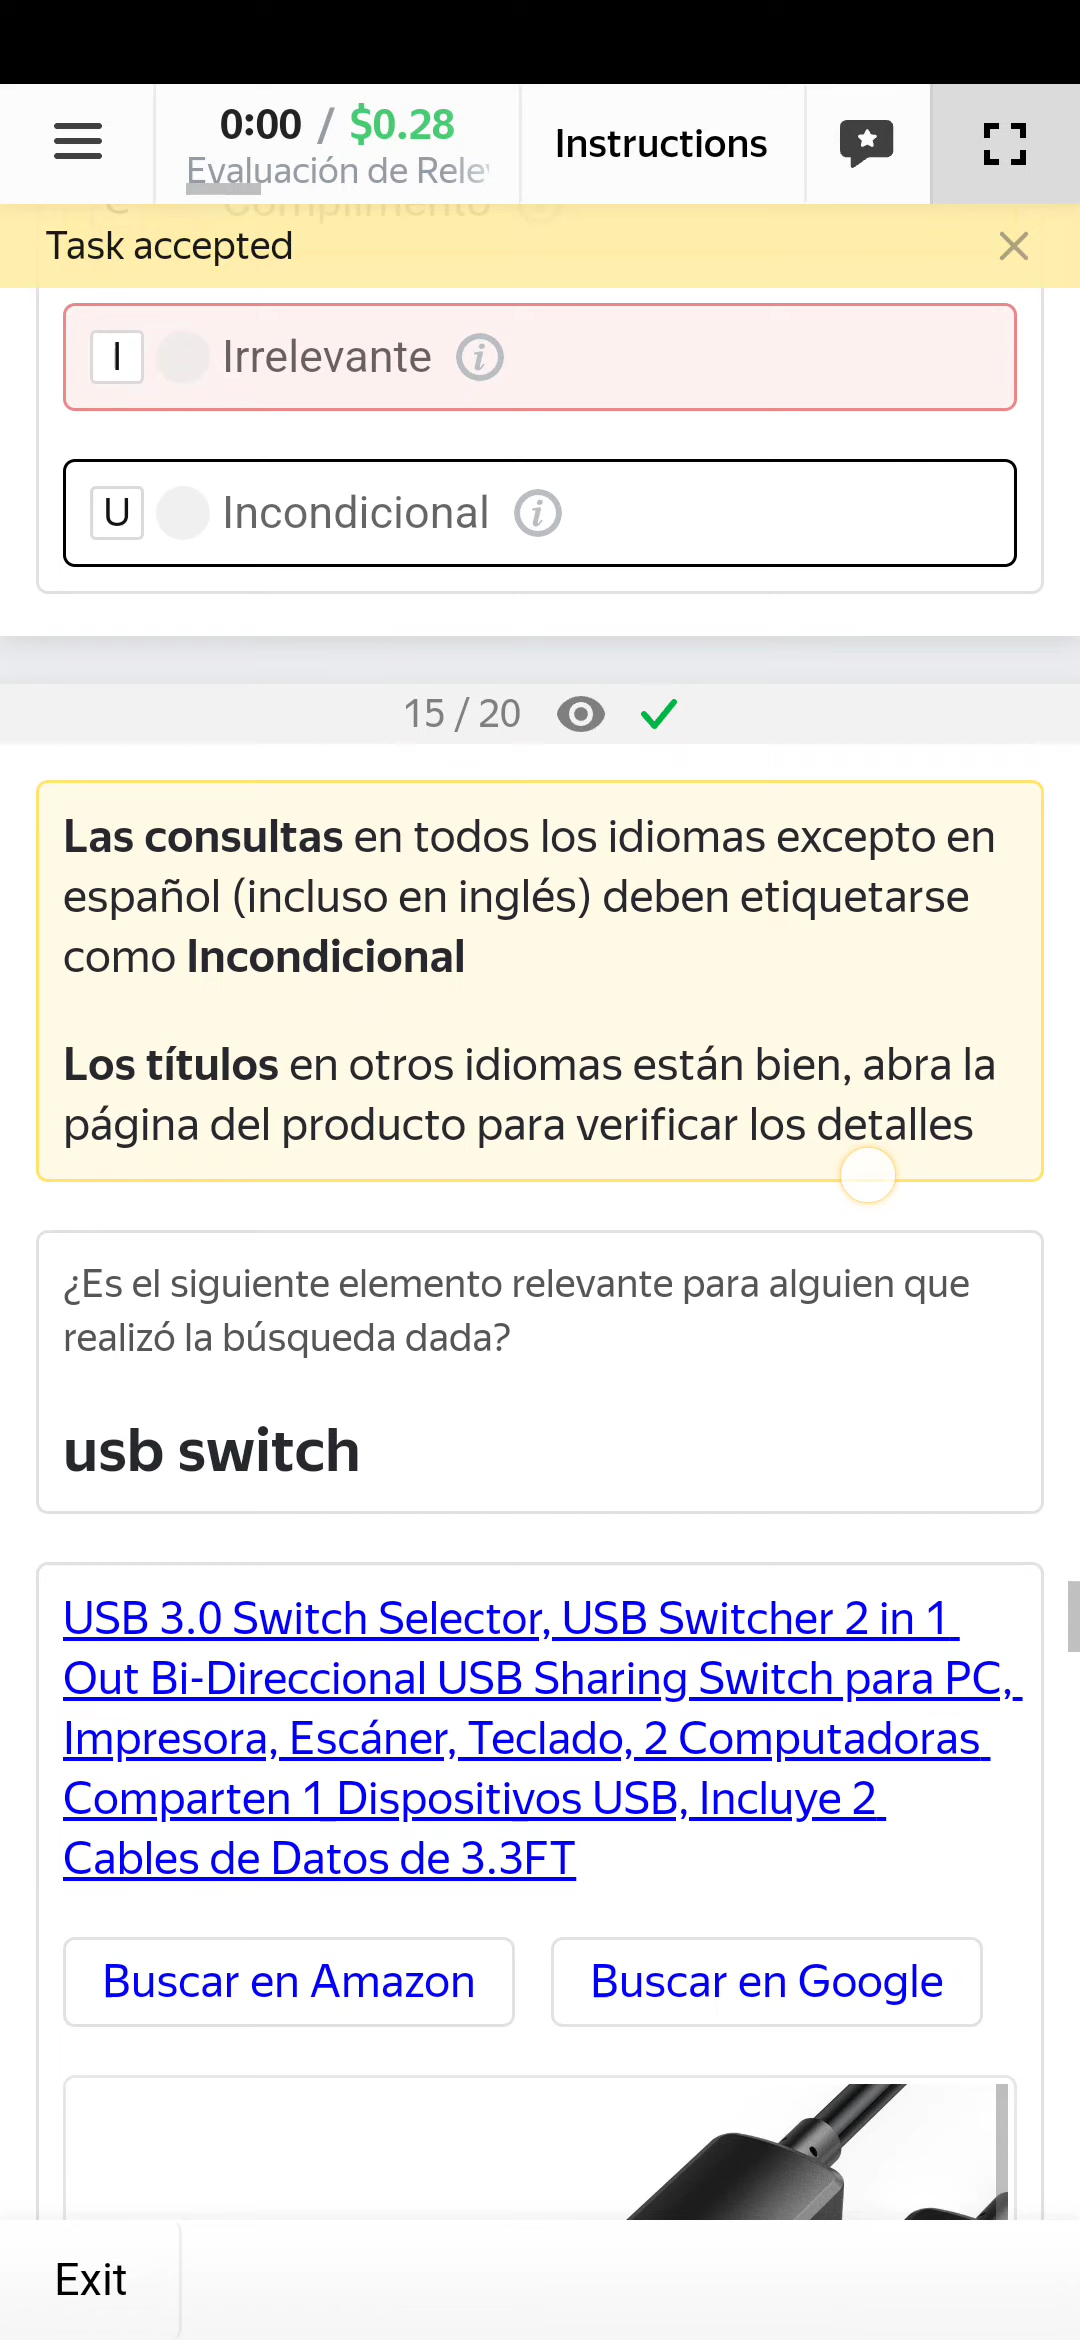 0:00 / $0.28
Instructions
Evaluación de Rele
Task accepted
I Irrelevante i
U Incondicional i
15 / 20
Las consultas en todos los idiomas excepto en
español (incluso en inglés) deben etiquetarse
como Incondicional
Los títulos en otros idiomas están bien, abra la
página del producto para verificar los detalles
¿Es el siguiente elemento relevante para alguien que
realizó la búsqueda dada?
usb switch
USB 3.0 Switch Selector, USB Switcher 2 in 1
Out Bi-Direccional USB Sharing Switch para PC,
Impresora, Escáner, Teclado, 2 Computadoras
Comparten 1 Dispositivos USB, Incluye 2
Cables de Datos de 3.3FT
Buscar en Amazon
Buscar en Google
Exit